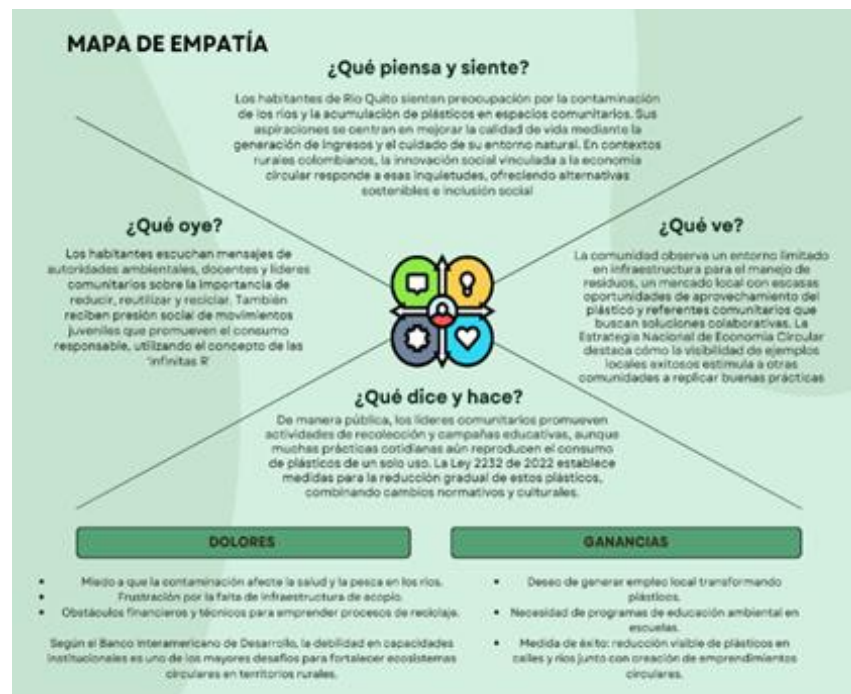 MAPA DE EMPATÍA
¿Qué piensa y siente?
Los habitantes de Rio Quito sienten preocupación por la contaminación
de los ríos y la acumulación de plásticos en espacios comunitarios. Sus
aspiraciones se centran en mejorar la calidad de vida mediante la
generación de ingresos y el cuidado de su entorno natural. En contextos
rurales colombianos, la innovación social vinculada a la economía
circular responde a esas inquietudes, ofreciendo alternativas
sostenibles e inclusión social
¿Qué oye?
Los habitantes escuchan mensajes de
autoridades ambientales, docentes y líderes
comunitarios sobre la importancia de
reducir, reutilizar y reciclar. También
reciben presión social de movimientos
juveniles que promueven el consumo
responsable, utilizando el concepto de las
'infinitas R'
¿Qué ve?
La comunidad observa un entorno limitado
en infraestructura para el manejo de
residuos, un mercado local con escasas
oportunidades de aprovechamiento del
plástico y referentes comunitarios que
buscan soluciones colaborativas. La
Estrategia Nacional de Economía Circular
destaca cómo la visibilidad de ejemplos
locales exitosos estimula a otras
comunidades a replicar buenas prácticas
¿Qué dice y hace?
De manera pública, los líderes comunitarios promueven
actividades de recolección y campañas educativas, aunque
muchas prácticas cotidianas aún reproducen el consumo
de plásticos de un solo uso. La Ley 2232 de 2022 establece
medidas para la reducción gradual de estos plásticos,
combinando cambios normativos y culturales.
DOLORES
• Miedo a que la contaminación afecte la salud y la pesca en los ríos.
• Frustración por la falta de infraestructura de acopio.
• Obstáculos financieros y técnicos para emprender procesos de reciclaje.
Según el Banco Interamericano de Desarrollo, la debilidad en capacidades
institucionales es uno de los mayores desafíos para fortalecer ecosistemas
circulares en territorios rurales.
GANANCIAS
• Deseo de generar empleo local transformando
plásticos.
• Necesidad de programas de educación ambiental en
escuelas.
• Medida de éxito: reducción visible de plásticos en
calles y ríos junto con creación de emprendimientos
circulares.